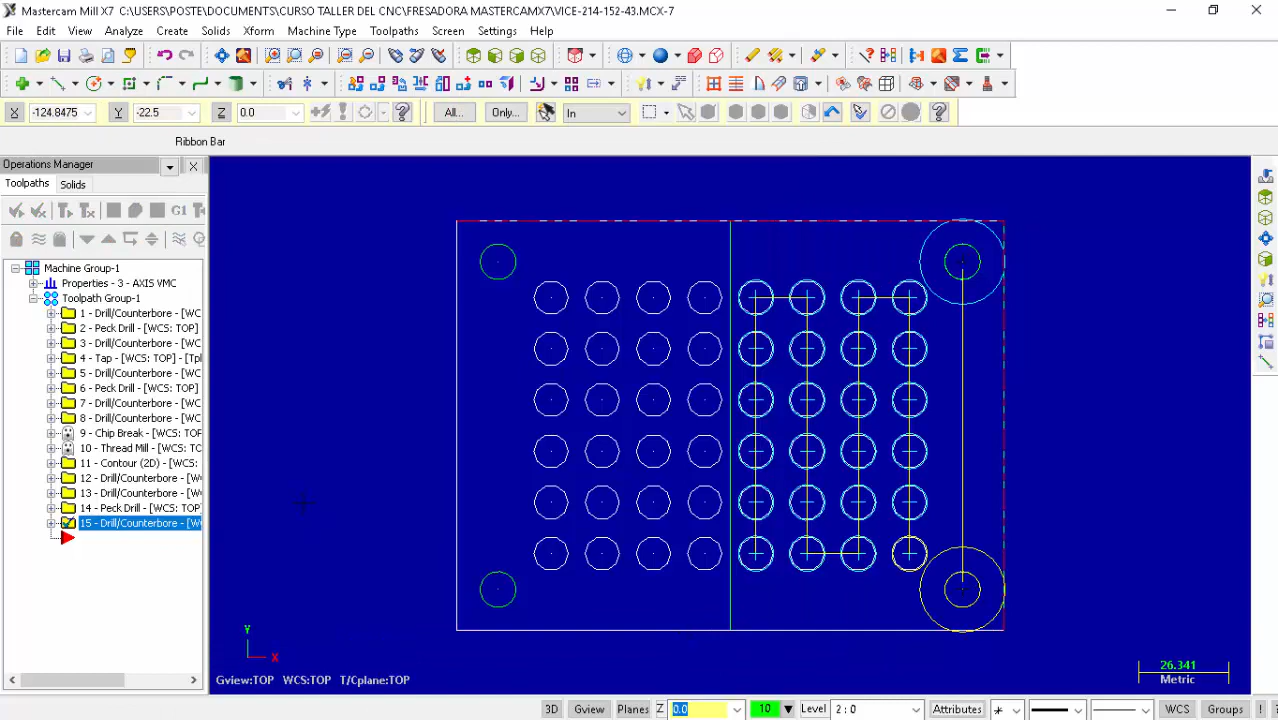 Mastercam Mill X7 C:\USERS\POSTE\DOCUMENTS\CURSO TALLER DEL CNC\FRESADORA MASTERCAMX7\VICE-214-152-43.MCX-7
File Edit View Analyze Create Solids Xform Machine Type Toolpaths Screen Settings Help
X -124.8475 Y -22.5 Z 0.0 All... Only... In
Ribbon Bar
Operations Manager
Toolpaths Solids
G1
Machine Group-1
Properties - 3 - AXIS VMC
Toolpath Group-1
1 - Drill/Counterbore - [WC
2 - Peck Drill - [WCS: TOP]
3 - Drill/Counterbore - [WC
4 - Tap - [WCS: TOP] - [Tpl
5 - Drill/Counterbore - [WC
6 - Peck Drill - [WCS: TOP]
7 - Drill/Counterbore - [WC
8 - Drill/Counterbore - [WC
9 - Chip Break - [WCS: TOP
10 - Thread Mill - [WCS: TO
11 - Contour (2D) - [WCS:
12 - Drill/Counterbore - [W
13 - Drill/Counterbore - [W
14 - Peck Drill - [WCS: TOP]
15 - Drill/Counterbore - [W
Y
X
Gview:TOP WCS:TOP T/Cplane:TOP
26.341
Metric
3D Gview Planes Z 0.0 10 Level 2 : 0 Attributes WCS Groups